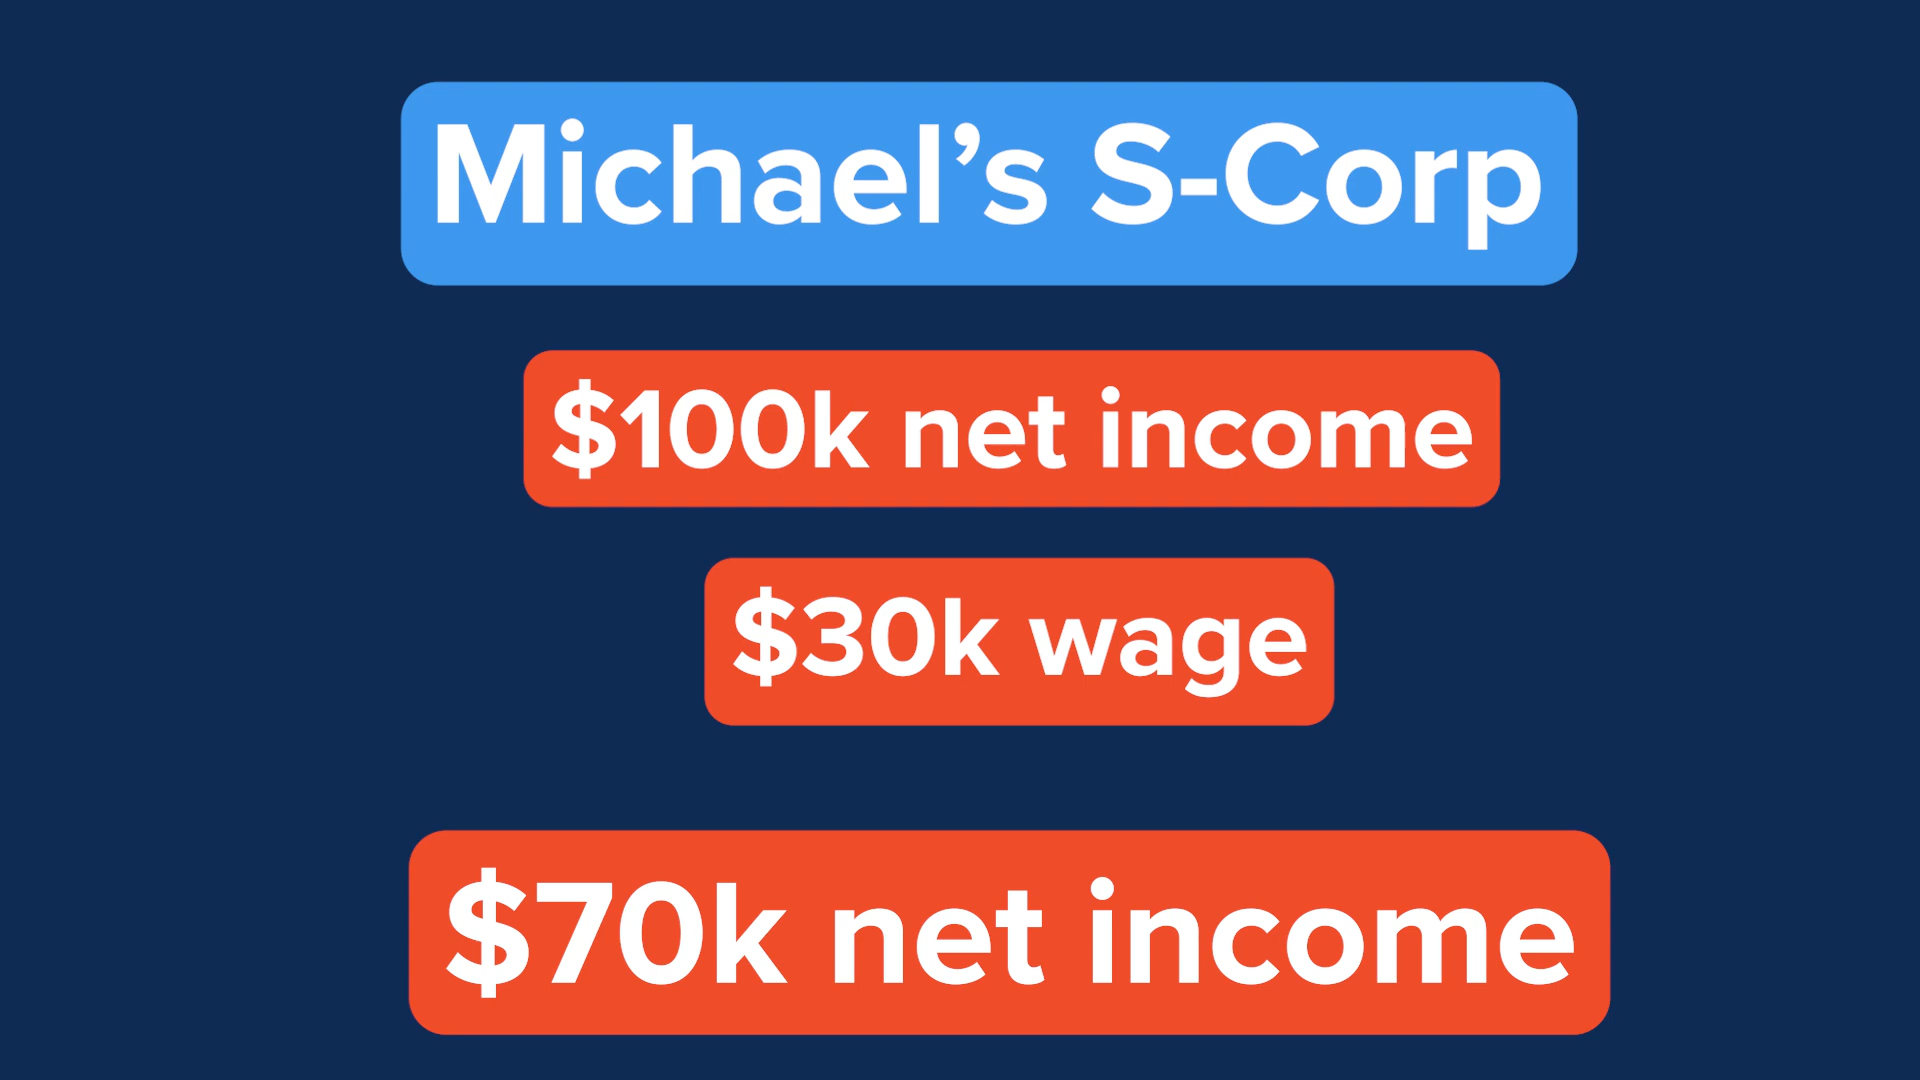 Michael’s S-Corp
$100k net income
$30k wage
$70k net income